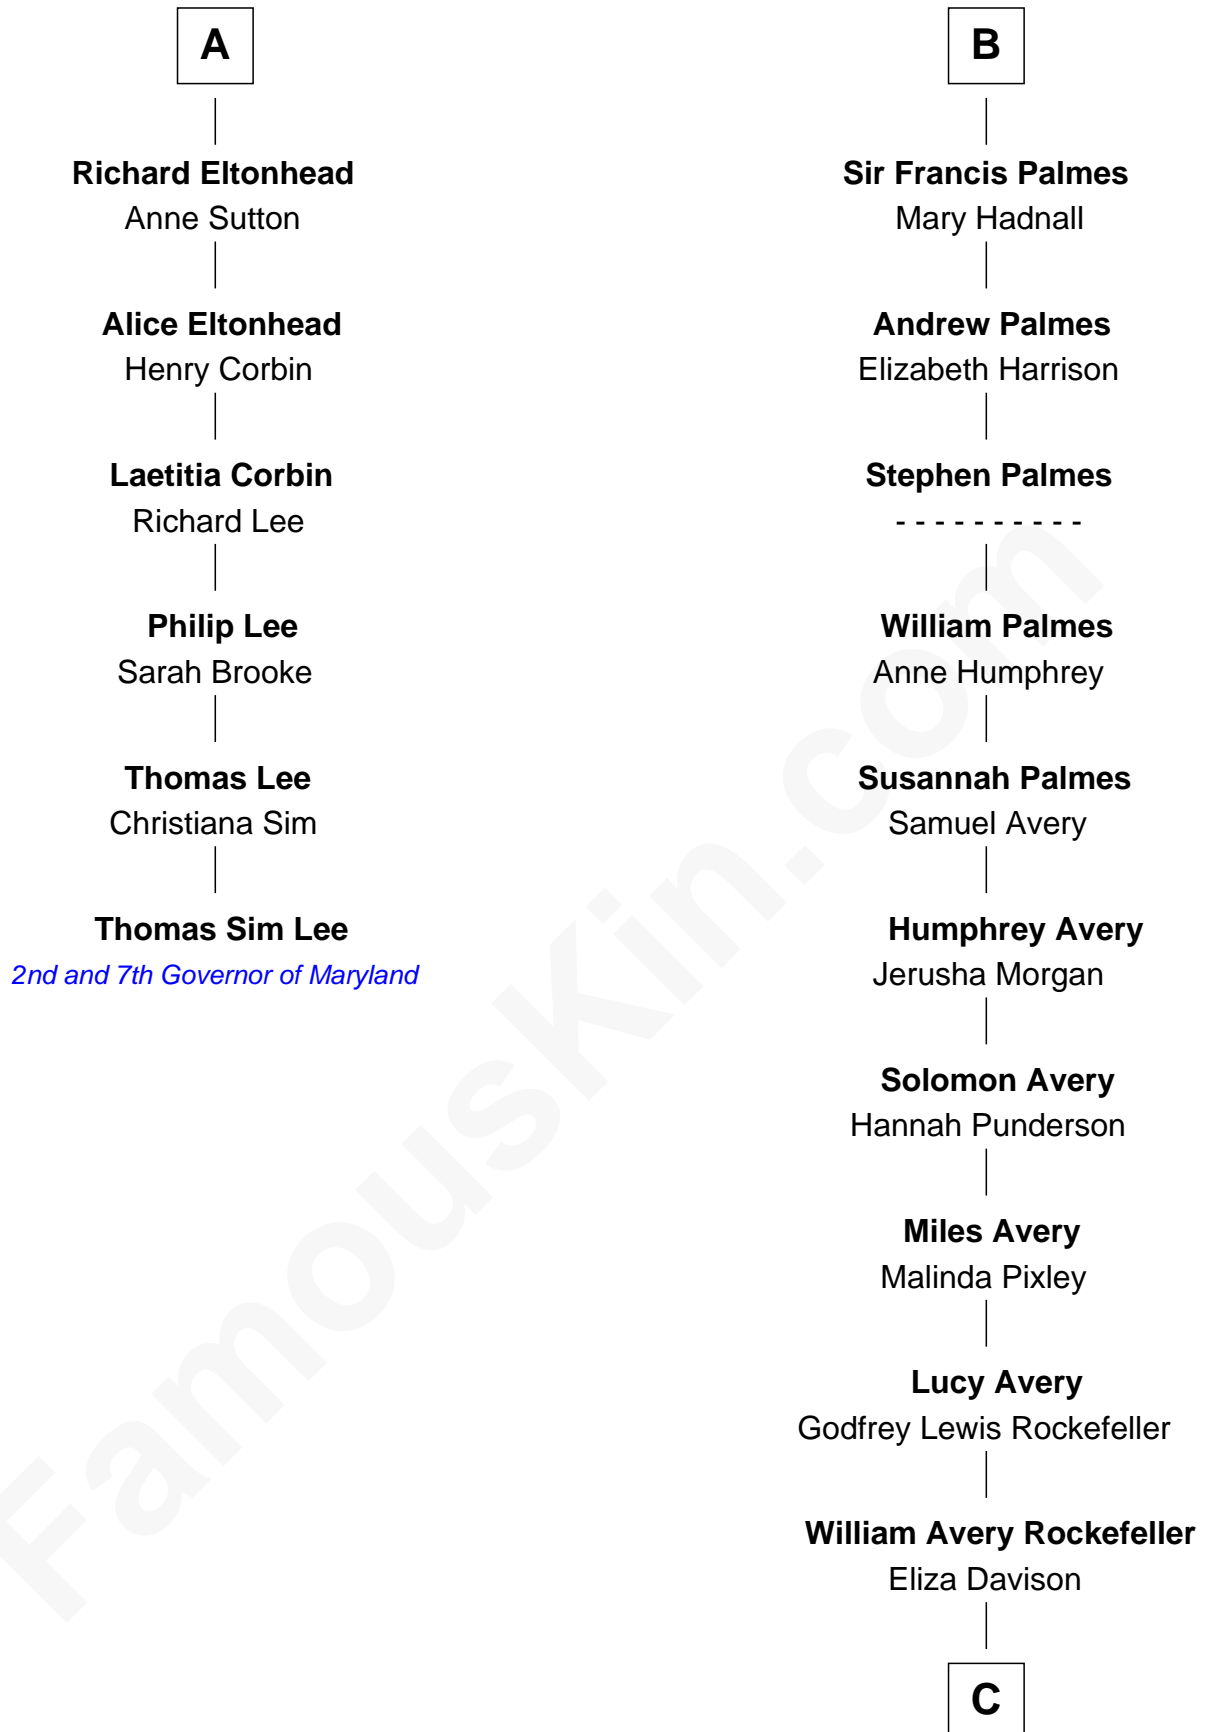 A
Richard Eltonhead
Anne Sutton
Alice Eltonhead
Henry Corbin
Laetitia Corbin
Richard Lee
Philip Lee
Sarah Brooke
Thomas Lee
Christiana Sim
Thomas Sim Lee
2nd and 7th Governor of Maryland
B
Sir Francis Palmes
Mary Hadnall
Andrew Palmes
Elizabeth Harrison
Stephen Palmes
- - - - - - - - - -
William Palmes
Anne Humphrey
Susannah Palmes
Samuel Avery
Humphrey Avery
Jerusha Morgan
Solomon Avery
Hannah Punderson
Miles Avery
Malinda Pixley
Lucy Avery
Godfrey Lewis Rockefeller
William Avery Rockefeller
Eliza Davison
C
FamousKin.com